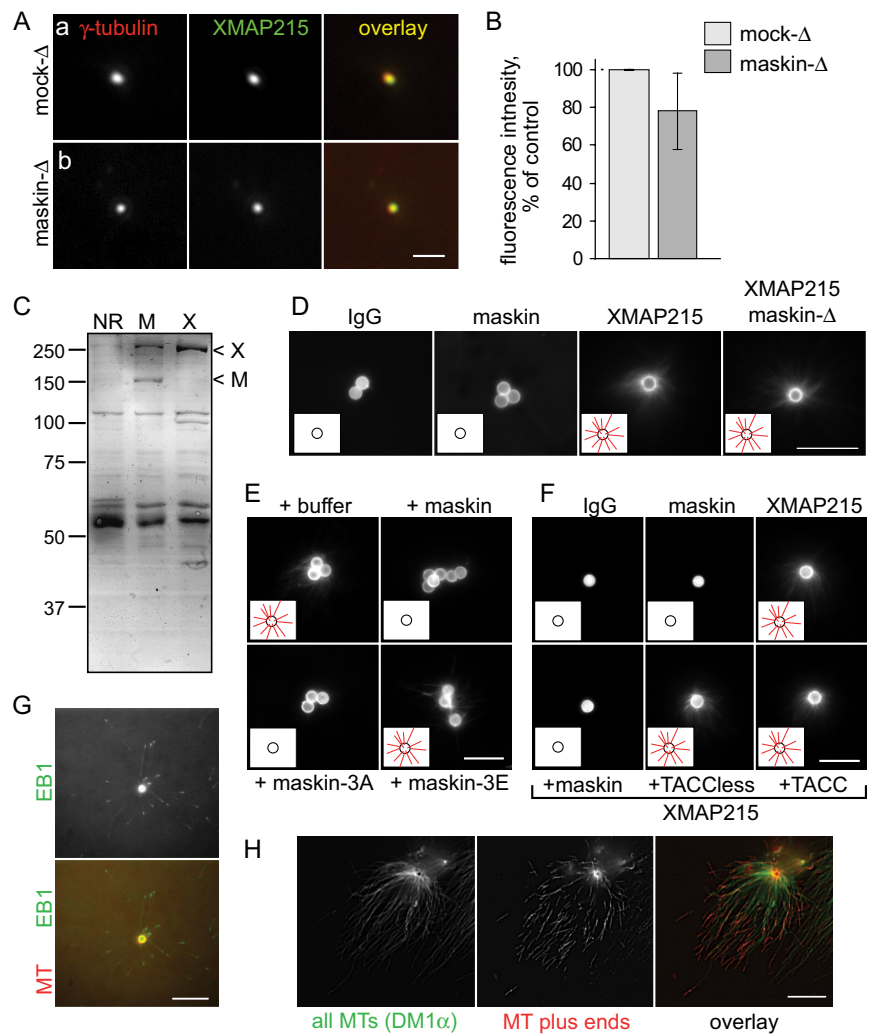 A
a
γ-tubulin
XMAP215
overlay
mock-Δ
b
maskin-Δ
B
mock-Δ
maskin-Δ
fluorescence intnesity,
% of control
100
80
60
40
20
0
C
NR M X
250
150
100
75
50
37
< X
< M
D
IgG
maskin
XMAP215
XMAP215
maskin-Δ
E
+ buffer
+ maskin
+ maskin-3A
+ maskin-3E
F
IgG
maskin
XMAP215
+maskin
+TACCless
+TACC
XMAP215
G
EB1
MT EB1
H
all MTs (DM1α)
MT plus ends
overlay